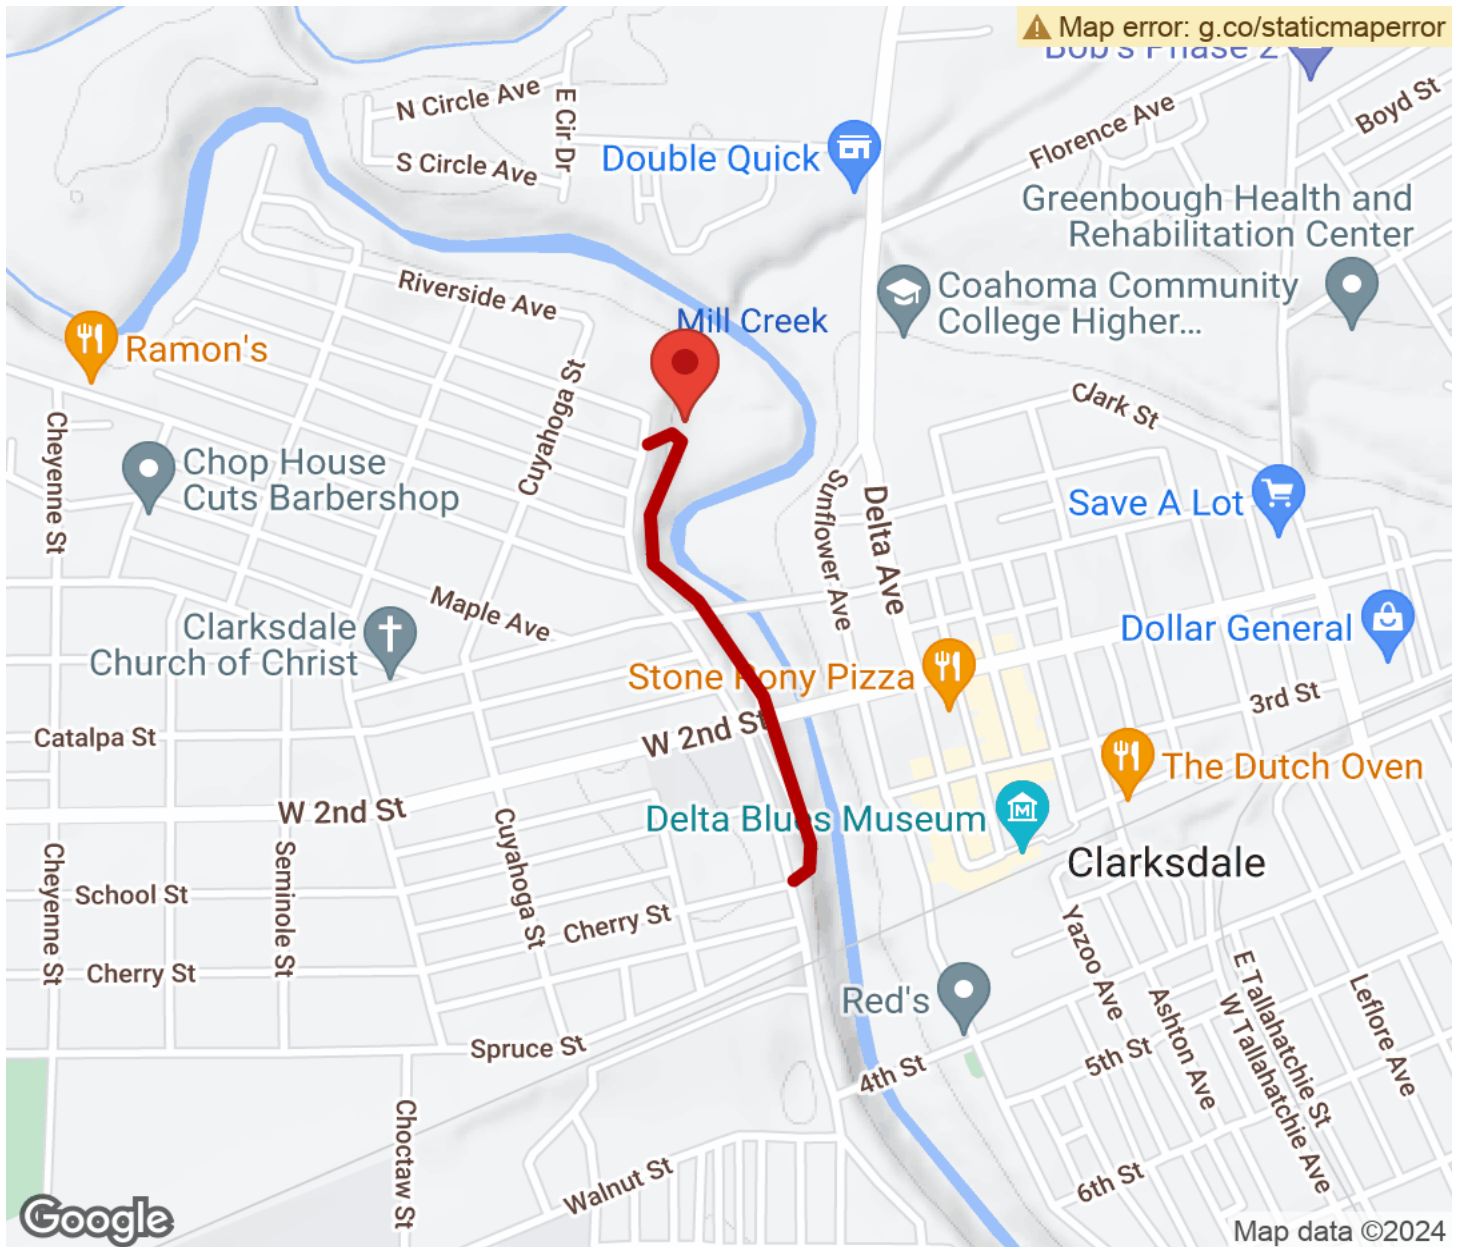 Map error: g.co/staticmaperror
Bob's Phase 2
Boyd St
N Circle Ave
E Cir Dr
Florence Ave
Double Quick
S Circle Ave
Greenbough Health and
Rehabilitation Center
Riverside Ave
Coahoma Community
College Higher...
Mill Creek
Ramon's
Cuyahoga St
Clark St
Cheyenne St
Chop House
Cuts Barbershop
Sunflower Ave
Delta Ave
Save A Lot
Maple Ave
Clarksdale
Church of Christ
Dollar General
Stone Pony Pizza
3rd St
W 2nd St
Catalpa St
The Dutch Oven
W 2nd St
Delta Blues Museum
Clarksdale
Cheyenne St
School St
Seminole St
Cuyahoga St
Cherry St
Yazoo Ave
Cherry St
E Tallahatchie St
W Tallahatchie Ave
Leflore Ave
Red's
Ashton Ave
Spruce St
5th St
4th St
Choctaw St
Walnut St
6th St
Google
Map data ©2024